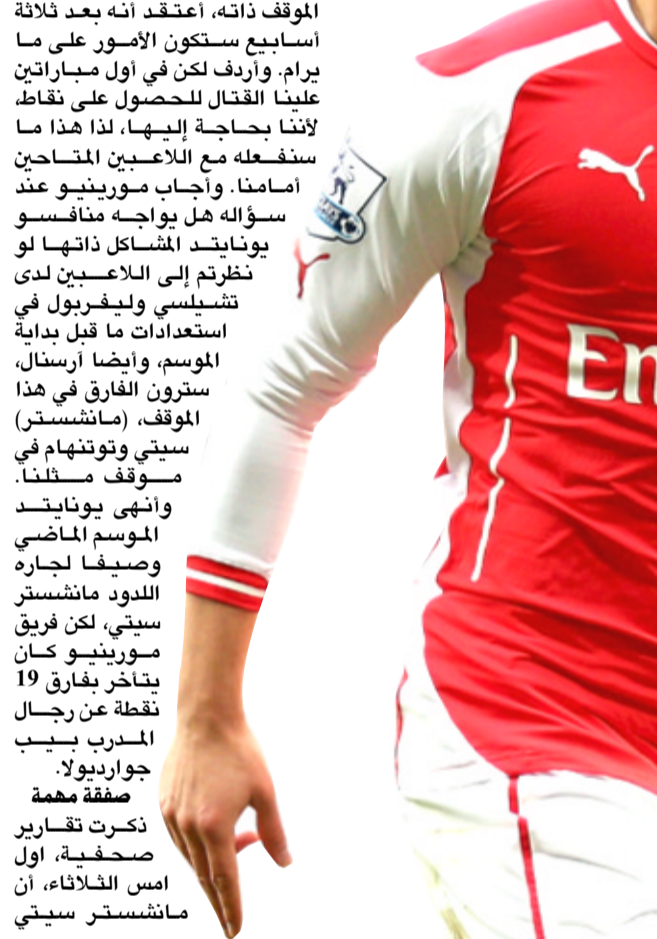 الموقف ذاته، أعتقد أنه بعد ثلاثة
أسابيع ستكون الأمور على ما
يرام. وأردف لكن في أول مباراتين
علينا القتال للحصول على نقاط،
لأننا بحاجة إليها، لذا هذا ما
سنفعله مع اللاعبين المتاحين
أمامنا. وأجاب مورينيو عند
سؤاله هل يواجه منافسو
يونايتد المشاكل ذاتها لو
نظرتم إلى اللاعبين لدى
تشيلسي وليفربول في
استعدادات ما قبل بداية
الموسم، وأيضا آرسنال،
سترون الفارق في هذا
الموقف، (مانشستر)
سيتي وتوتنهام في
موقف مثلنا.
وأنهى يونايتد
الموسم الماضي
وصيفا لجاره
اللدود مانشستر
سيتي، لكن فريق
مورينيو كان
يتأخر بفارق 19
نقطة عن رجال
المدرب بيب
جوارديولا.
صفقة مهمة
ذكرت تقارير
صحفية، اول
امس الثلاثاء، أن
مانشستر سيتي
PUMA